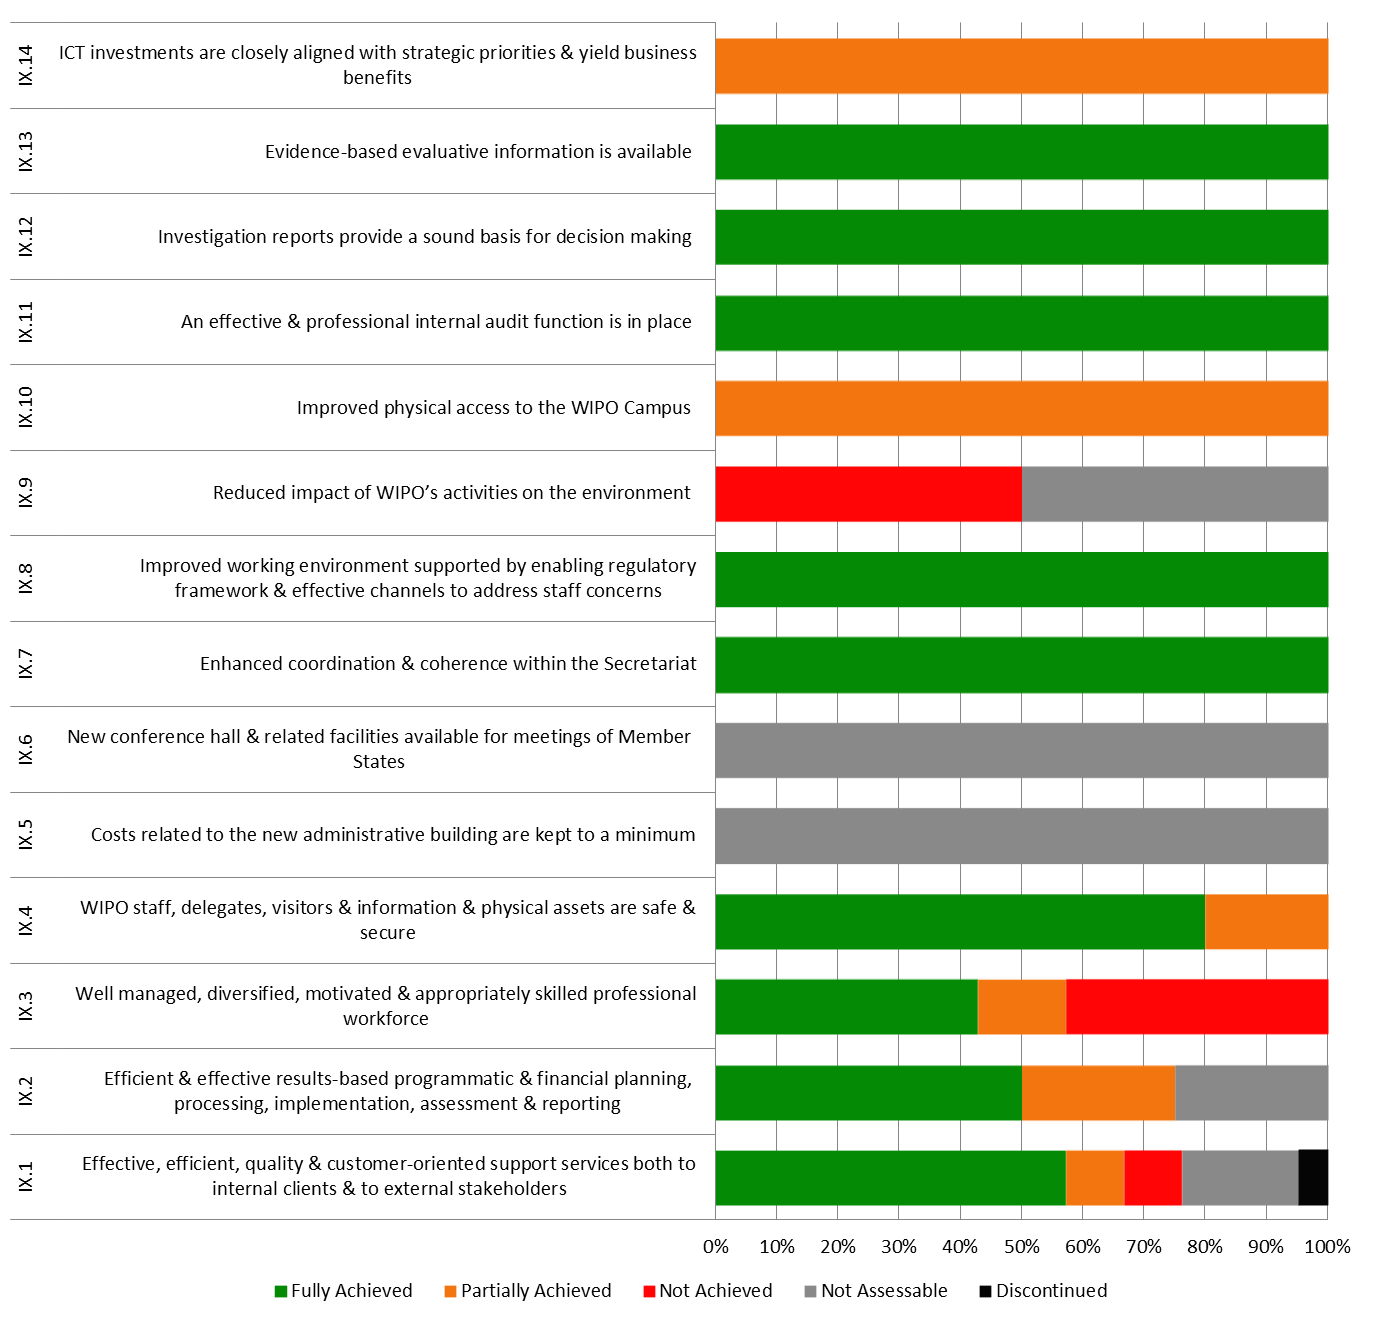 IX.14
ICT investments are closely aligned with strategic priorities & yield business
benefits
IX.13
Evidence-based evaluative information is available
IX.12
Investigation reports provide a sound basis for decision making
IX.11
An effective & professional internal audit function is in place
IX.10
Improved physical access to the WIPO Campus
IX.9
Reduced impact of WIPO’s activities on the environment
IX.8
Improved working environment supported by enabling regulatory
framework & effective channels to address staff concerns
IX.7
Enhanced coordination & coherence within the Secretariat
IX.6
New conference hall & related facilities available for meetings of Member
States
IX.5
Costs related to the new administrative building are kept to a minimum
IX.4
WIPO staff, delegates, visitors & information & physical assets are safe &
secure
IX.3
Well managed, diversified, motivated & appropriately skilled professional
workforce
IX.2
Efficient & effective results-based programmatic & financial planning,
processing, implementation, assessment & reporting
IX.1
Effective, efficient, quality & customer-oriented support services both to
internal clients & to external stakeholders
0% 10% 20% 30% 40% 50% 60% 70% 80% 90% 100%
Fully Achieved Partially Achieved Not Achieved Not Assessable Discontinued